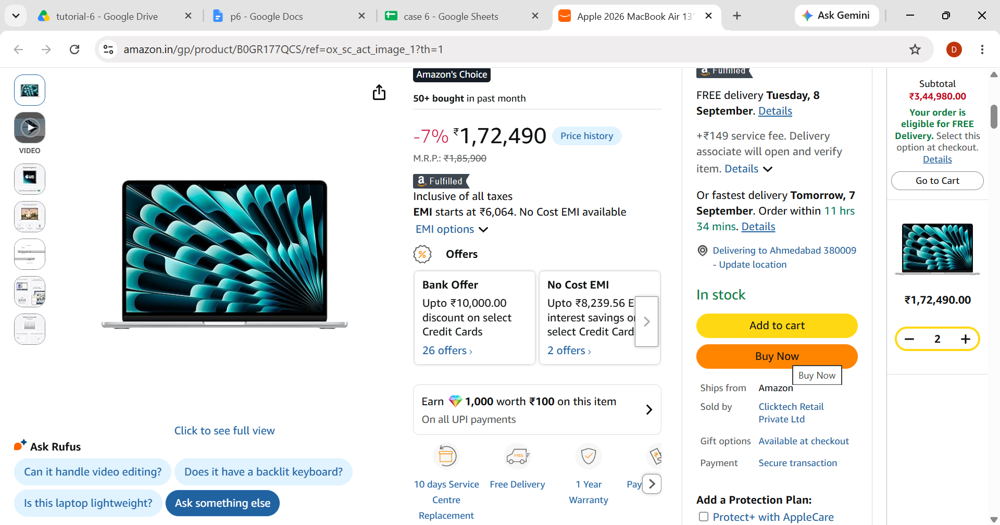 tutorial-6 - Google Drive
p6 - Google Docs
case 6 - Google Sheets
Apple 2026 MacBook Air 13"
Ask Gemini
amazon.in/gp/product/B0GR177QCS/ref=ox_sc_act_image_1?th=1
D
VIDEO
Click to see full view
Ask Rufus
Can it handle video editing?
Does it have a backlit keyboard?
Is this laptop lightweight?
Ask something else
Amazon's Choice
50+ bought in past month
-7% ₹1,72,490
Price history
M.R.P.: ₹1,85,900
a Fulfilled
Inclusive of all taxes
EMI starts at ₹6,064. No Cost EMI available
EMI options
Offers
Bank Offer
Upto ₹10,000.00
discount on select
Credit Cards
26 offers ›
No Cost EMI
Upto ₹8,239.56 E
interest savings o
select Credit Card
2 offers ›
Earn 1,000 worth ₹100 on this item
On all UPI payments
10 days Service
Centre
Replacement
FREE
Free Delivery
1 Year
Warranty
Pay
a Fulfilled
FREE delivery Tuesday, 8
September. Details
+₹149 service fee. Delivery
associate will open and verify
item. Details
Or fastest delivery Tomorrow, 7
September. Order within 11 hrs
34 mins. Details
Delivering to Ahmedabad 380009
- Update location
In stock
Add to cart
Buy Now
Buy Now
Ships from Amazon
Sold by Clicktech Retail
Private Ltd
Gift options Available at checkout
Payment Secure transaction
Add a Protection Plan:
Protect+ with AppleCare
Subtotal
₹3,44,980.00
Your order is
eligible for FREE
Delivery. Select this
option at checkout.
Details
Go to Cart
₹1,72,490.00
2